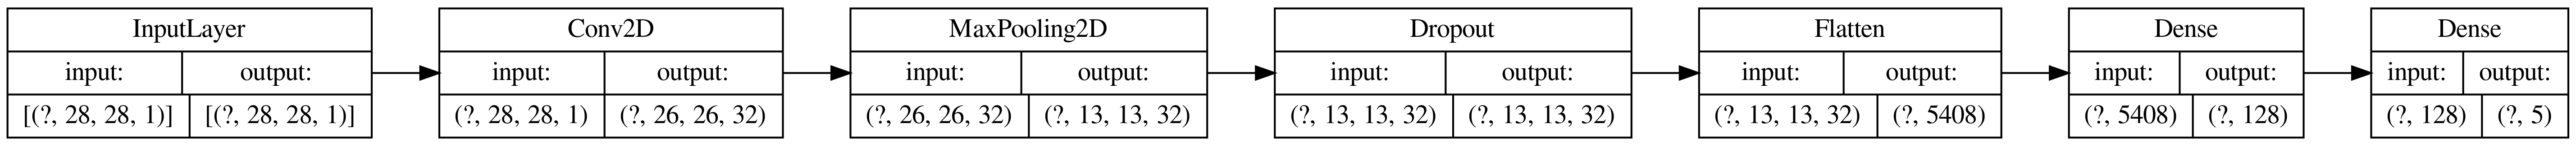 InputLayer
input: output:
[(?, 28, 28, 1)] [(?, 28, 28, 1)]
Conv2D
input: output:
(?, 28, 28, 1) (?, 26, 26, 32)
MaxPooling2D
input: output:
(?, 26, 26, 32) (?, 13, 13, 32)
Dropout
input: output:
(?, 13, 13, 32) (?, 13, 13, 32)
Flatten
input: output:
(?, 13, 13, 32) (?, 5408)
Dense
input: output:
(?, 5408) (?, 128)
Dense
input: output:
(?, 128) (?, 5)